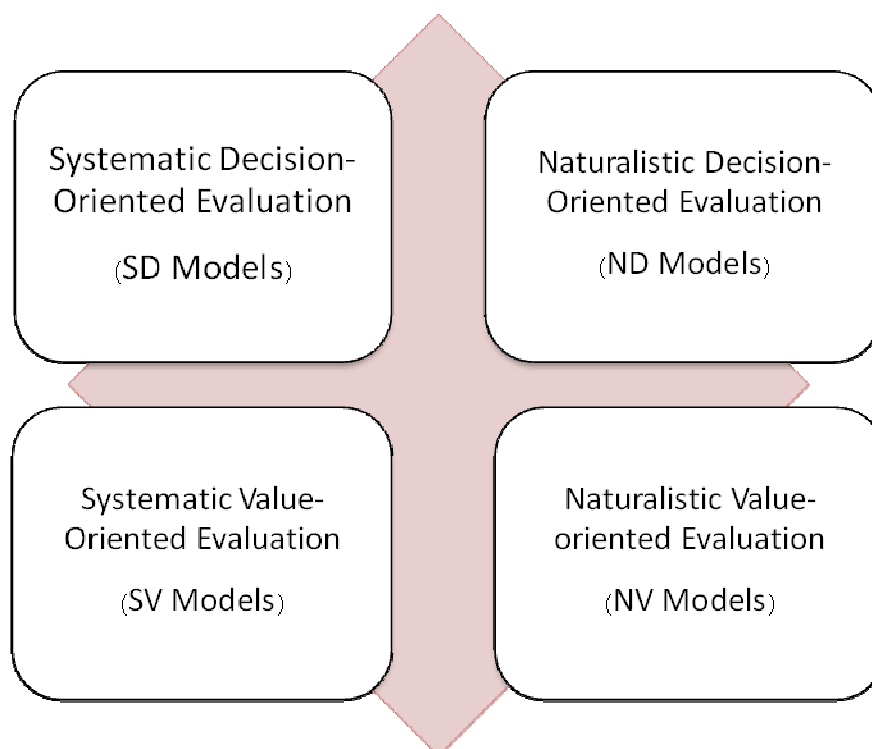 Systematic Decision-
Oriented Evaluation
(SD Models)
Naturalistic Decision-
Oriented Evaluation
(ND Models)
Systematic Value-
Oriented Evaluation
(SV Models)
Naturalistic Value-
oriented Evaluation
(NV Models)